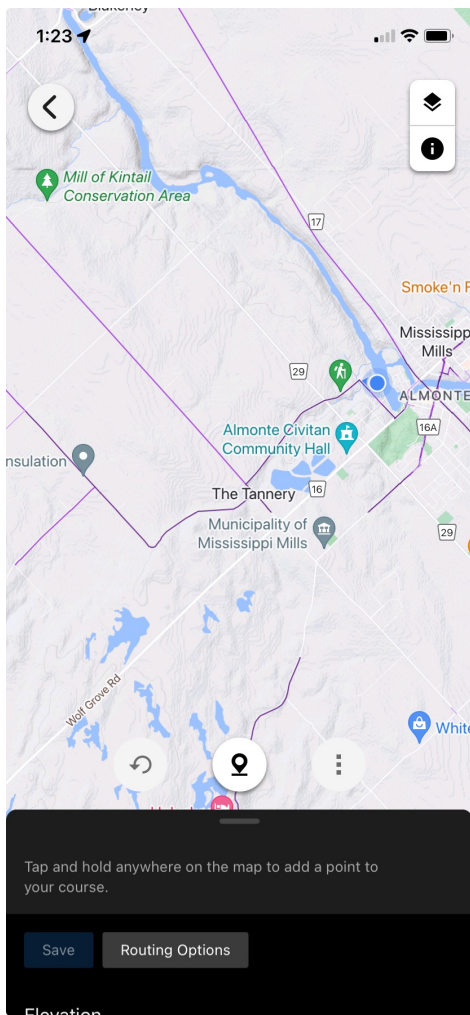 Blakeney
1:23
Mill of Kintail
Conservation Area
17
Smoke'n
Mississipp
Mills
29
ALMONTE
16A
Almonte Civitan
Community Hall
nsulation
The Tannery
16
Municipality of
Mississippi Mills
29
Wolf Grove Rd
White
Tap and hold anywhere on the map to add a point to
your course.
Save
Routing Options
Elevation